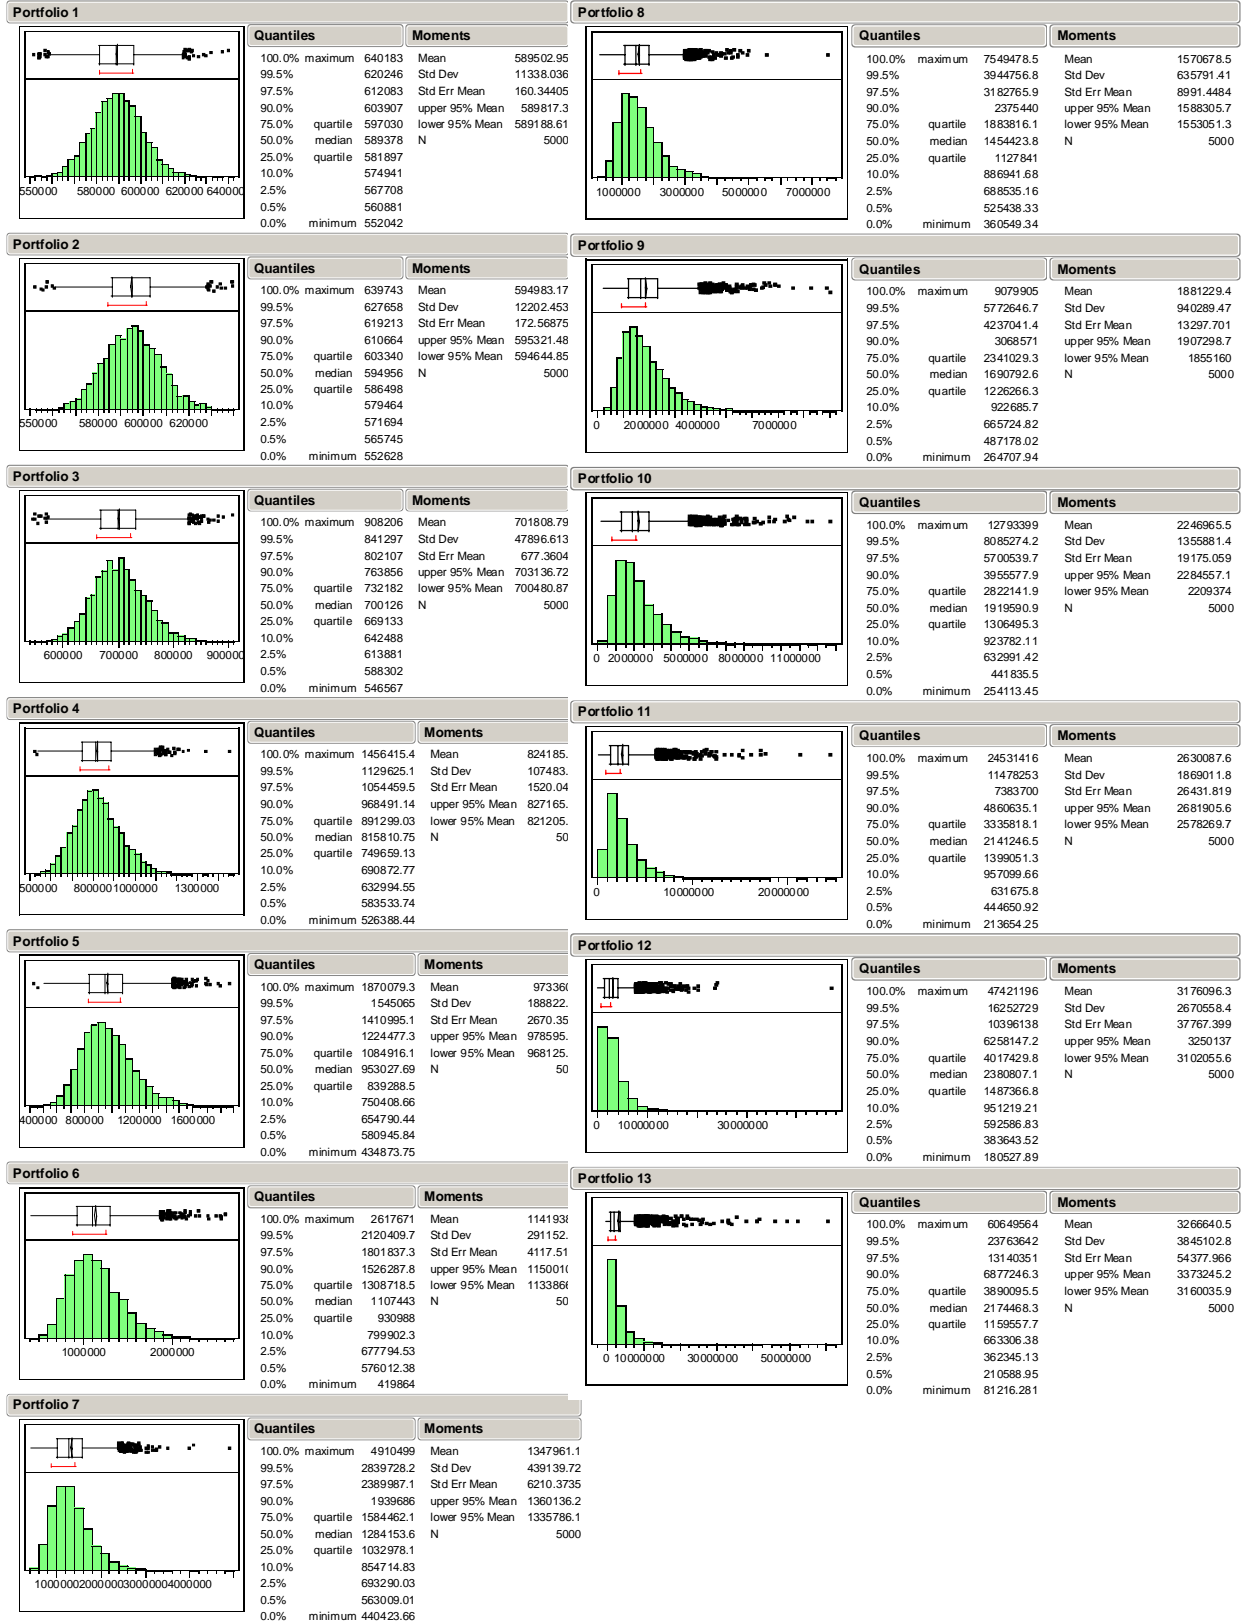 Portfolio 1
Quantiles Moments
100.0% maximum 640183 Mean 589502.95
99.5% 620246 Std Dev 11338.036
97.5% 612083 Std Err Mean 160.34405
90.0% 603907 upper 95% Mean 589817.3
75.0% quartile 597030 lower 95% Mean 589188.61
50.0% median 589378 N 5000
25.0% quartile 581897
10.0% 574941
2.5% 567708
0.5% 560881
0.0% minimum 552042
550000 580000 600000 620000 640000
Portfolio 2
Quantiles Moments
100.0% maximum 639743 Mean 594983.17
99.5% 627658 Std Dev 12202.453
97.5% 619213 Std Err Mean 172.56875
90.0% 610664 upper 95% Mean 595321.48
75.0% quartile 603340 lower 95% Mean 594644.85
50.0% median 594956 N 5000
25.0% quartile 586498
10.0% 579464
2.5% 571694
0.5% 565745
0.0% minimum 552628
550000 580000 600000 620000
Portfolio 3
Quantiles Moments
100.0% maximum 908206 Mean 701808.79
99.5% 841297 Std Dev 47896.613
97.5% 802107 Std Err Mean 677.3604
90.0% 763856 upper 95% Mean 703136.72
75.0% quartile 732182 lower 95% Mean 700480.87
50.0% median 700126 N 5000
25.0% quartile 669133
10.0% 642488
2.5% 613881
0.5% 588302
0.0% minimum 546567
600000 700000 800000 900000
Portfolio 4
Quantiles Moments
100.0% maximum 1456415.4 Mean 824185.
99.5% 1129625.1 Std Dev 107483.
97.5% 1054459.5 Std Err Mean 1520.04
90.0% 968491.14 upper 95% Mean 827165.
75.0% quartile 891299.03 lower 95% Mean 821205.
50.0% median 815810.75 N 50
25.0% quartile 749659.13
10.0% 690872.77
2.5% 632994.55
0.5% 583533.74
0.0% minimum 526388.44
500000 800000 1000000 1300000
Portfolio 5
Quantiles Moments
100.0% maximum 1870079.3 Mean 973360
99.5% 1545065 Std Dev 188822.
97.5% 1410995.1 Std Err Mean 2670.35
90.0% 1224477.3 upper 95% Mean 978595.
75.0% quartile 1084916.1 lower 95% Mean 968125.
50.0% median 953027.69 N 50
25.0% quartile 839288.5
10.0% 750408.66
2.5% 654790.44
0.5% 580945.84
0.0% minimum 434873.75
400000 800000 1200000 1600000
Portfolio 6
Quantiles Moments
100.0% maximum 2617671 Mean 1141938
99.5% 2120409.7 Std Dev 291152.
97.5% 1801837.3 Std Err Mean 4117.51
90.0% 1526287.8 upper 95% Mean 1150010
75.0% quartile 1308718.5 lower 95% Mean 1133866
50.0% median 1107443 N 50
25.0% quartile 930988
10.0% 799902.3
2.5% 677794.53
0.5% 576012.38
0.0% minimum 419864
1000000 2000000
Portfolio 7
Quantiles Moments
100.0% maximum 4910499 Mean 1347961.1
99.5% 2839728.2 Std Dev 439139.72
97.5% 2389987.1 Std Err Mean 6210.3735
90.0% 1939686 upper 95% Mean 1360136.2
75.0% quartile 1584462.1 lower 95% Mean 1335786.1
50.0% median 1284153.6 N 5000
25.0% quartile 1032978.1
10.0% 854714.83
2.5% 693290.03
0.5% 563009.01
0.0% minimum 440423.66
1000000 2000000 3000000 4000000
Portfolio 8
Quantiles Moments
100.0% maximum 7549478.5 Mean 1570678.5
99.5% 3944756.8 Std Dev 635791.41
97.5% 3182765.9 Std Err Mean 8991.4484
90.0% 2375440 upper 95% Mean 1588305.7
75.0% quartile 1883816.1 lower 95% Mean 1553051.3
50.0% median 1454423.8 N 5000
25.0% quartile 1127841
10.0% 886941.68
2.5% 688535.16
0.5% 525438.33
0.0% minimum 360549.34
1000000 3000000 5000000 7000000
Portfolio 9
Quantiles Moments
100.0% maximum 9079905 Mean 1881229.4
99.5% 5772646.7 Std Dev 940289.47
97.5% 4237041.4 Std Err Mean 13297.701
90.0% 3068571 upper 95% Mean 1907298.7
75.0% quartile 2341029.3 lower 95% Mean 1855160
50.0% median 1690792.6 N 5000
25.0% quartile 1226266.3
10.0% 922685.7
2.5% 665724.82
0.5% 487178.02
0.0% minimum 264707.94
0 2000000 4000000 7000000
Portfolio 10
Quantiles Moments
100.0% maximum 12793399 Mean 2246965.5
99.5% 8085274.2 Std Dev 1355881.4
97.5% 5700539.7 Std Err Mean 19175.059
90.0% 3955577.9 upper 95% Mean 2284557.1
75.0% quartile 2822141.9 lower 95% Mean 2209374
50.0% median 1919590.9 N 5000
25.0% quartile 1306495.3
10.0% 923782.11
2.5% 632991.42
0.5% 441835.5
0.0% minimum 254113.45
0 2000000 5000000 8000000 11000000
Portfolio 11
Quantiles Moments
100.0% maximum 24531416 Mean 2630087.6
99.5% 11478253 Std Dev 1869011.8
97.5% 7383700 Std Err Mean 26431.819
90.0% 4860635.1 upper 95% Mean 2681905.6
75.0% quartile 3335818.1 lower 95% Mean 2578269.7
50.0% median 2141246.5 N 5000
25.0% quartile 1399051.3
10.0% 957099.66
2.5% 631675.8
0.5% 444650.92
0.0% minimum 213654.25
0 10000000 20000000
Portfolio 12
Quantiles Moments
100.0% maximum 47421196 Mean 3176096.3
99.5% 16252729 Std Dev 2670558.4
97.5% 10396138 Std Err Mean 37767.399
90.0% 6258147.2 upper 95% Mean 3250137
75.0% quartile 4017429.8 lower 95% Mean 3102055.6
50.0% median 2380807.1 N 5000
25.0% quartile 1487366.8
10.0% 951219.21
2.5% 592586.83
0.5% 383643.52
0.0% minimum 180527.89
0 10000000 30000000
Portfolio 13
Quantiles Moments
100.0% maximum 60649564 Mean 3266640.5
99.5% 23763642 Std Dev 3845102.8
97.5% 13140351 Std Err Mean 54377.966
90.0% 6877246.3 upper 95% Mean 3373245.2
75.0% quartile 3890095.5 lower 95% Mean 3160035.9
50.0% median 2174468.3 N 5000
25.0% quartile 1159557.7
10.0% 663306.38
2.5% 362345.13
0.5% 210588.95
0.0% minimum 81216.281
0 10000000 30000000 50000000